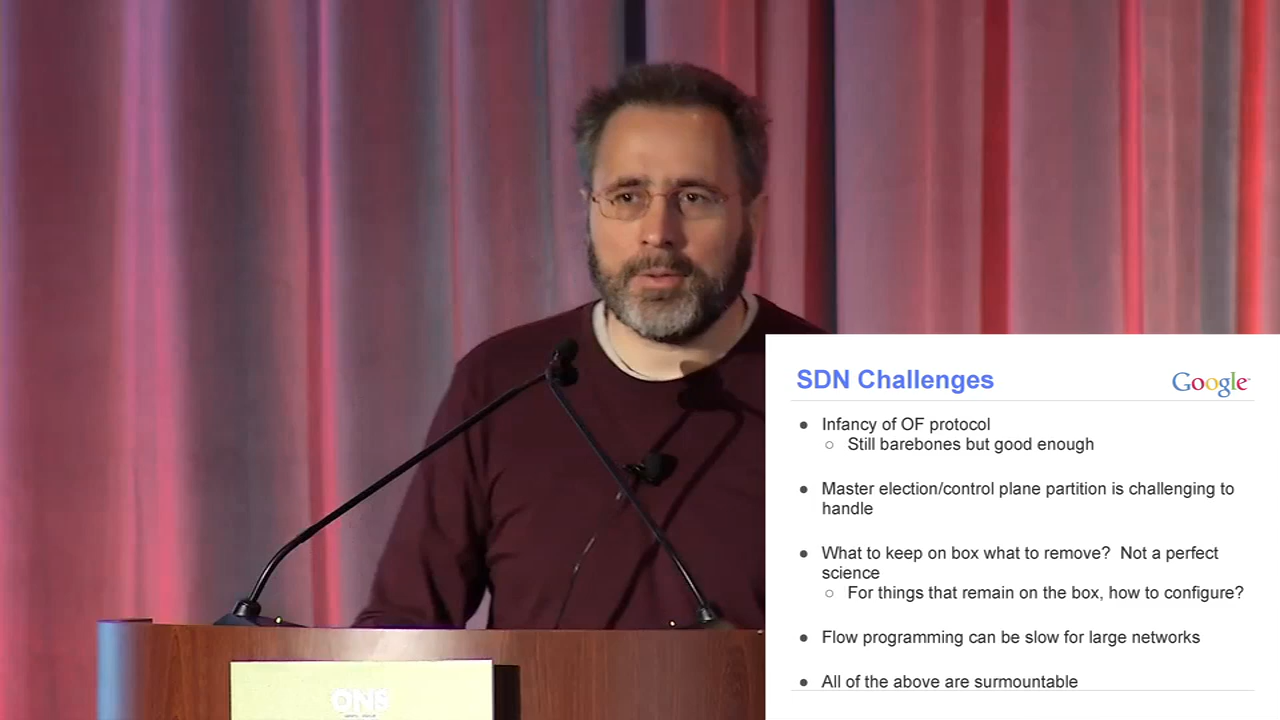 SDN Challenges
Google
● Infancy of OF protocol
○ Still barebones but good enough
● Master election/control plane partition is challenging to
handle
● What to keep on box what to remove?  Not a perfect
science
○ For things that remain on the box, how to configure?
● Flow programming can be slow for large networks
● All of the above are surmountable
ONS